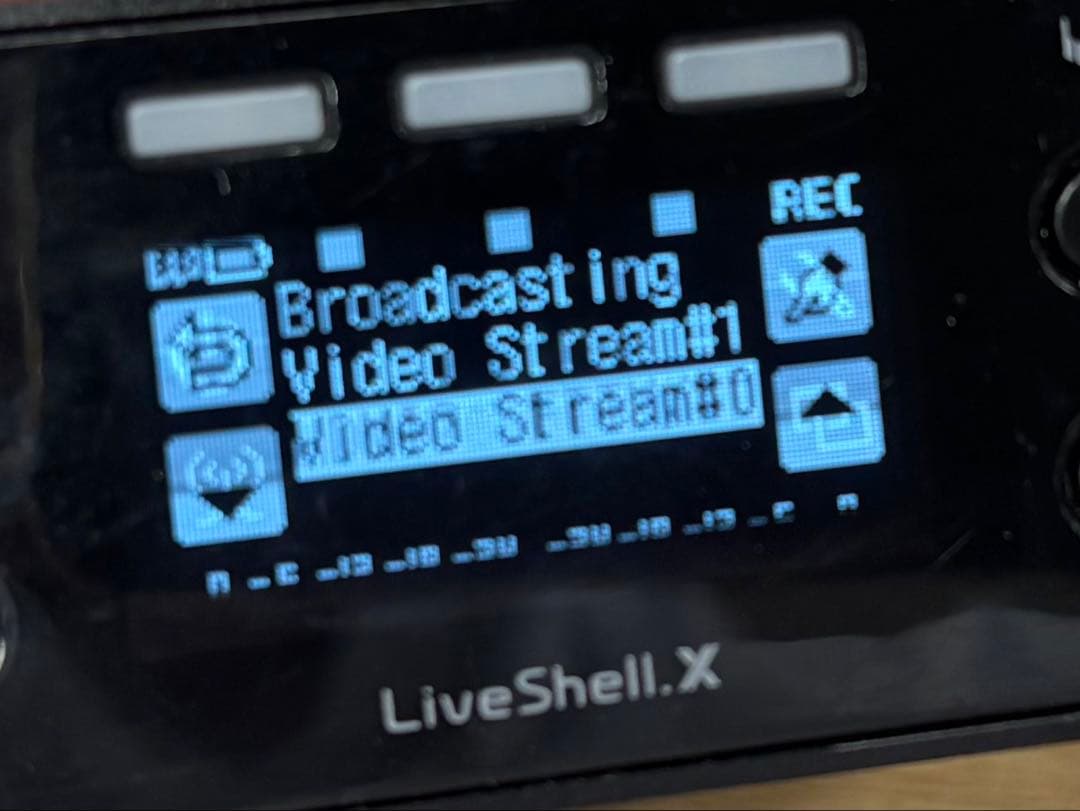 REC
Broadcasting
Video Stream#1
Video Stream#0
LiveShell.X